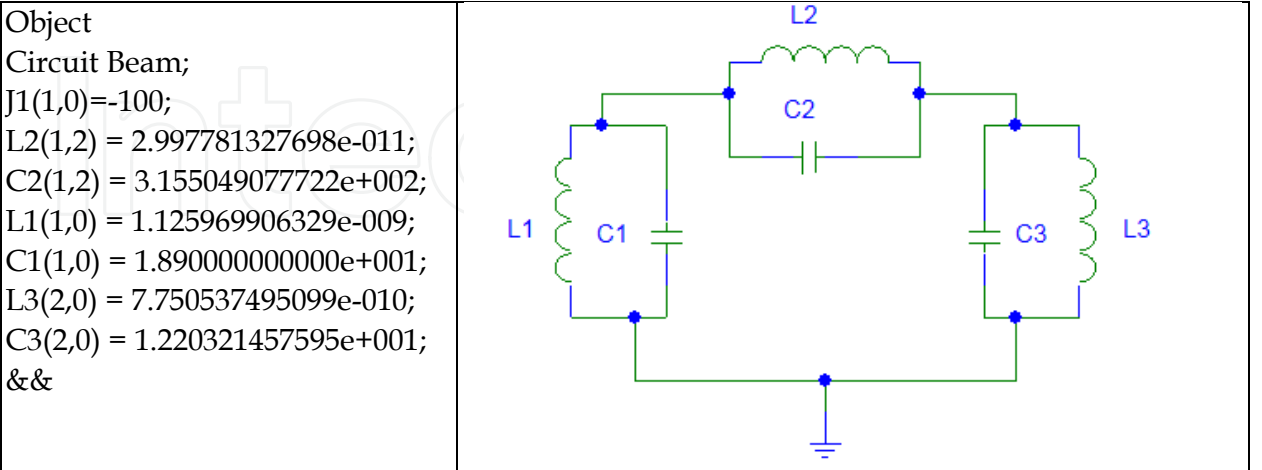 Object
Circuit Beam;
J1(1,0)=-100;
L2(1,2) = 2.997781327698e-011;
C2(1,2) = 3.155049077722e+002;
L1(1,0) = 1.125969906329e-009;
C1(1,0) = 1.890000000000e+001;
L3(2,0) = 7.750537495099e-010;
C3(2,0) = 1.220321457595e+001;
&&
L2
C2
L1
C1
C3
L3